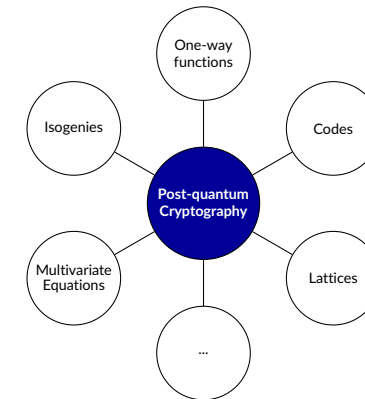 One-way
functions
Isogenies
Codes
Post-quantum
Cryptography
Multivariate
Equations
Lattices
...